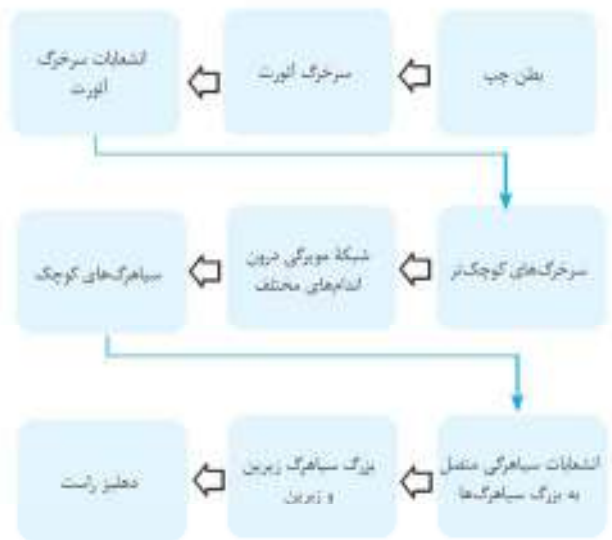 بطن چپ
سرخرگ آئورت
انشعابات سرخرگ
آئورت
سرخرگ‌های کوچک‌تر
شبکهٔ مویرگی درون
اندام‌های مختلف
سیاهرگ‌های کوچک
انشعابات سیاهرگی متصل
به بزرگ سیاهرگ‌ها
بزرگ سیاهرگ زبرین
و زیرین
دهلیز راست